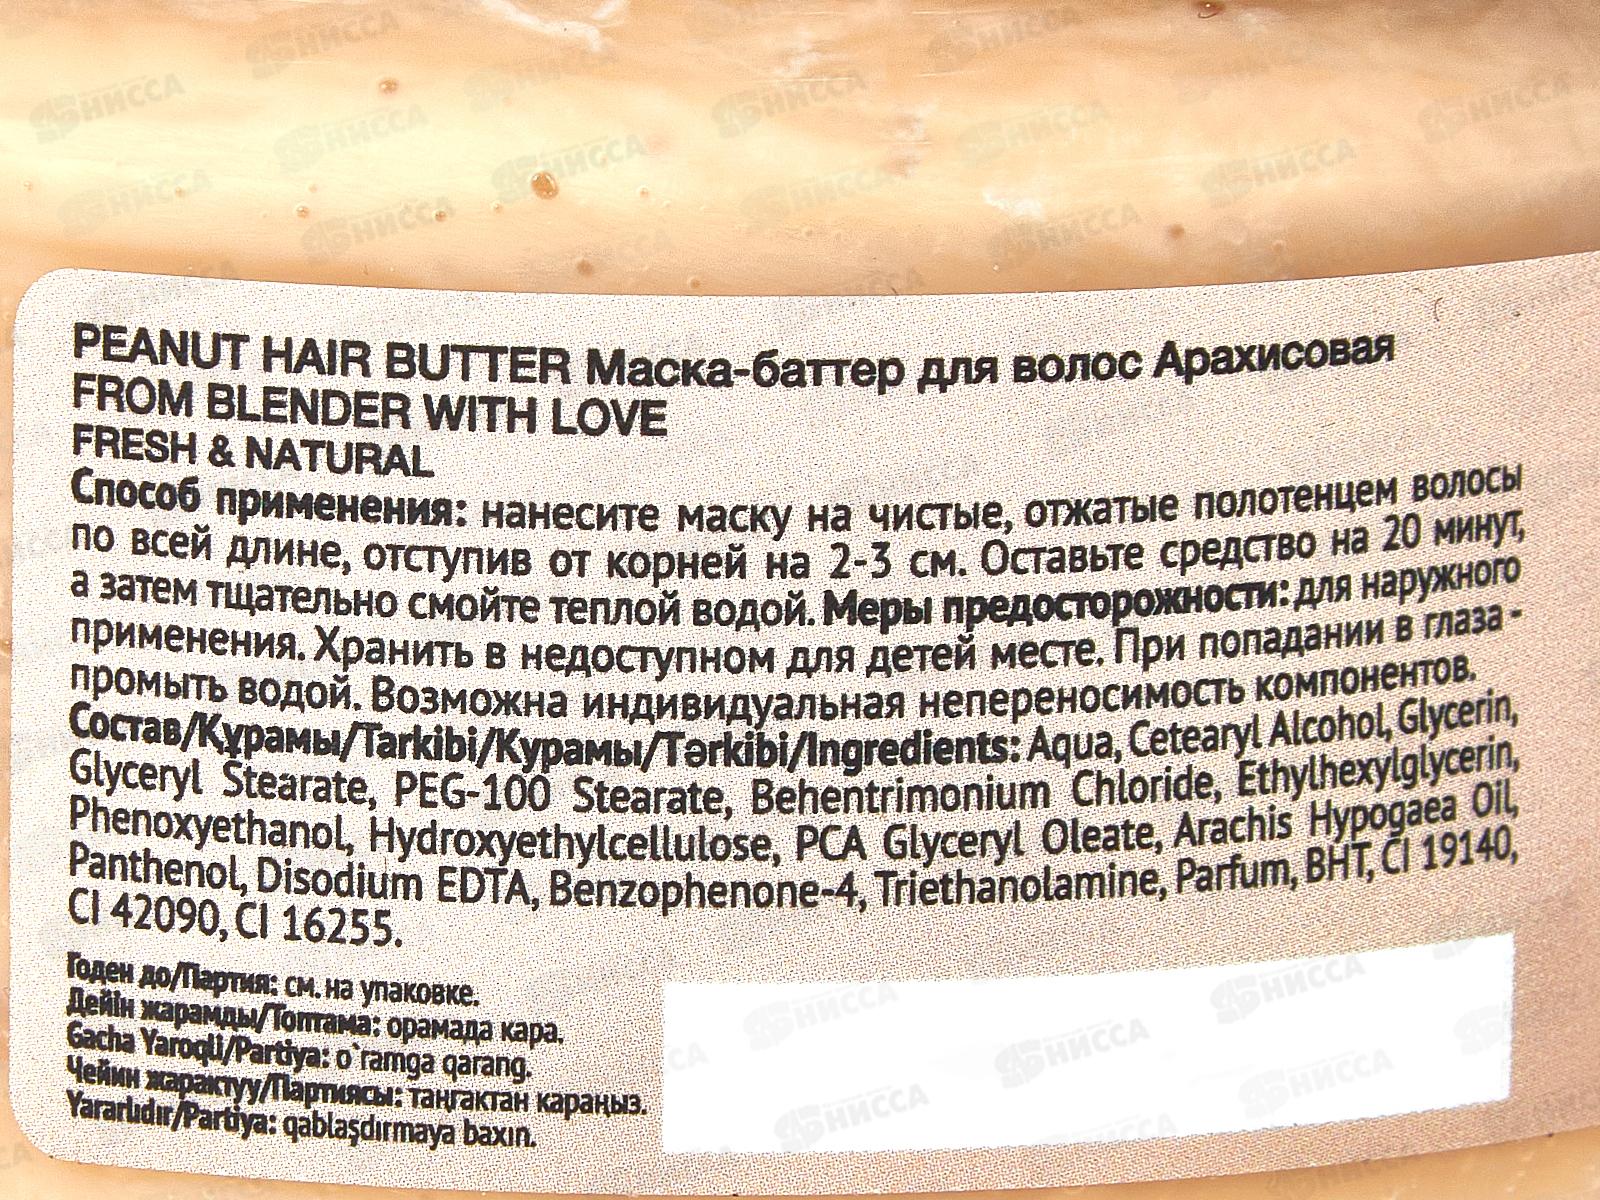 PEANUT HAIR BUTTER Маска-баттер для волос Арахисовая
FROM BLENDER WITH LOVE
FRESH & NATURAL
Способ применения: нанесите маску на чистые, отжатые полотенцем волосы
по всей длине, отступив от корней на 2-3 см. Оставьте средство на 20 минут,
а затем тщательно смойте теплой водой. Меры предосторожности: для наружного
применения. Хранить в недоступном для детей месте. При попадании в глаза -
промыть водой. Возможна индивидуальная непереносимость компонентов.
Состав/Құрамы/Tarkibi/Курамы/Tərkibi/Ingredients: Aqua, Cetearyl Alcohol, Glycerin,
Glyceryl Stearate, PEG-100 Stearate, Behentrimonium Chloride, Ethylhexylglycerin,
Phenoxyethanol, Hydroxyethylcellulose, PCA Glyceryl Oleate, Arachis Hypogaea Oil,
Panthenol, Disodium EDTA, Benzophenone-4, Triethanolamine, Parfum, BHT, CI 19140,
CI 42090, CI 16255.
Годен до/Партия: см. на упаковке.
Дейін жарамды/Топтама: орамада кара.
Gacha Yaroqli/Partiya: o`ramga qarang.
Чейин жарактуу/Партиясы: таңгактан караңыз.
Yararlıdır/Partiya: qablaşdırmaya baxın.
НИССА